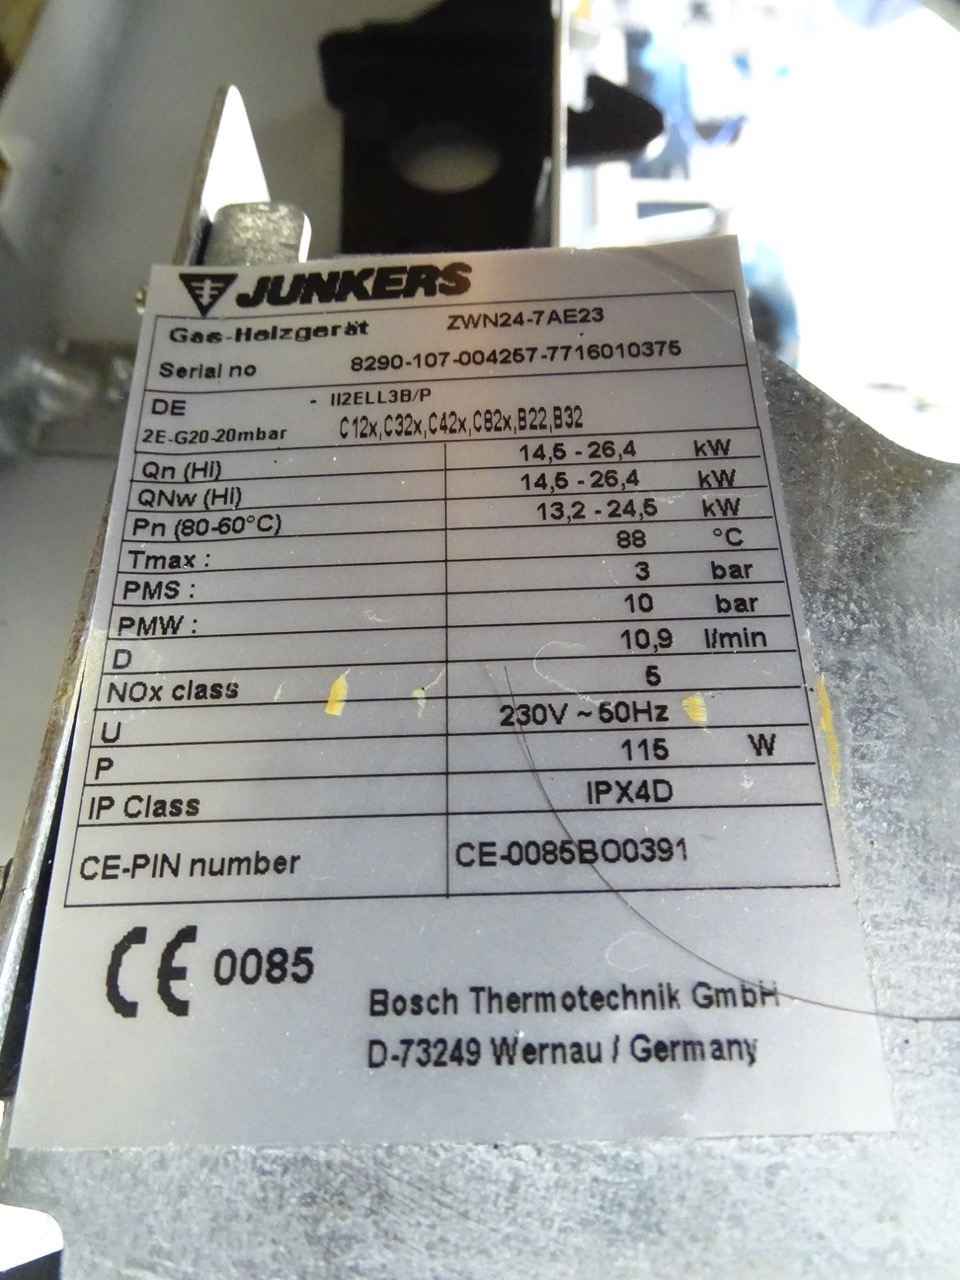 JUNKERS
Gas-Heizgerät ZWN24-7AE23
Serial no 8290-107-004257-7716010375
DE - II2ELL3B/P
2E-G20-20mbar C12x,C32x,C42x,C82x,B22,B32
Qn (Hi) 14,5 - 26,4 kW
QNw (Hi) 14,5 - 26,4 kW
Pn (80-60°C) 13,2 - 24,5 kW
Tmax : 88 °C
PMS : 3 bar
PMW : 10 bar
D 10,9 l/min
NOx class 5
U 230V ~ 50Hz
P 115 W
IP Class IPX4D
CE-PIN number CE-0085BO0391
CE 0085
Bosch Thermotechnik GmbH
D-73249 Wernau / Germany